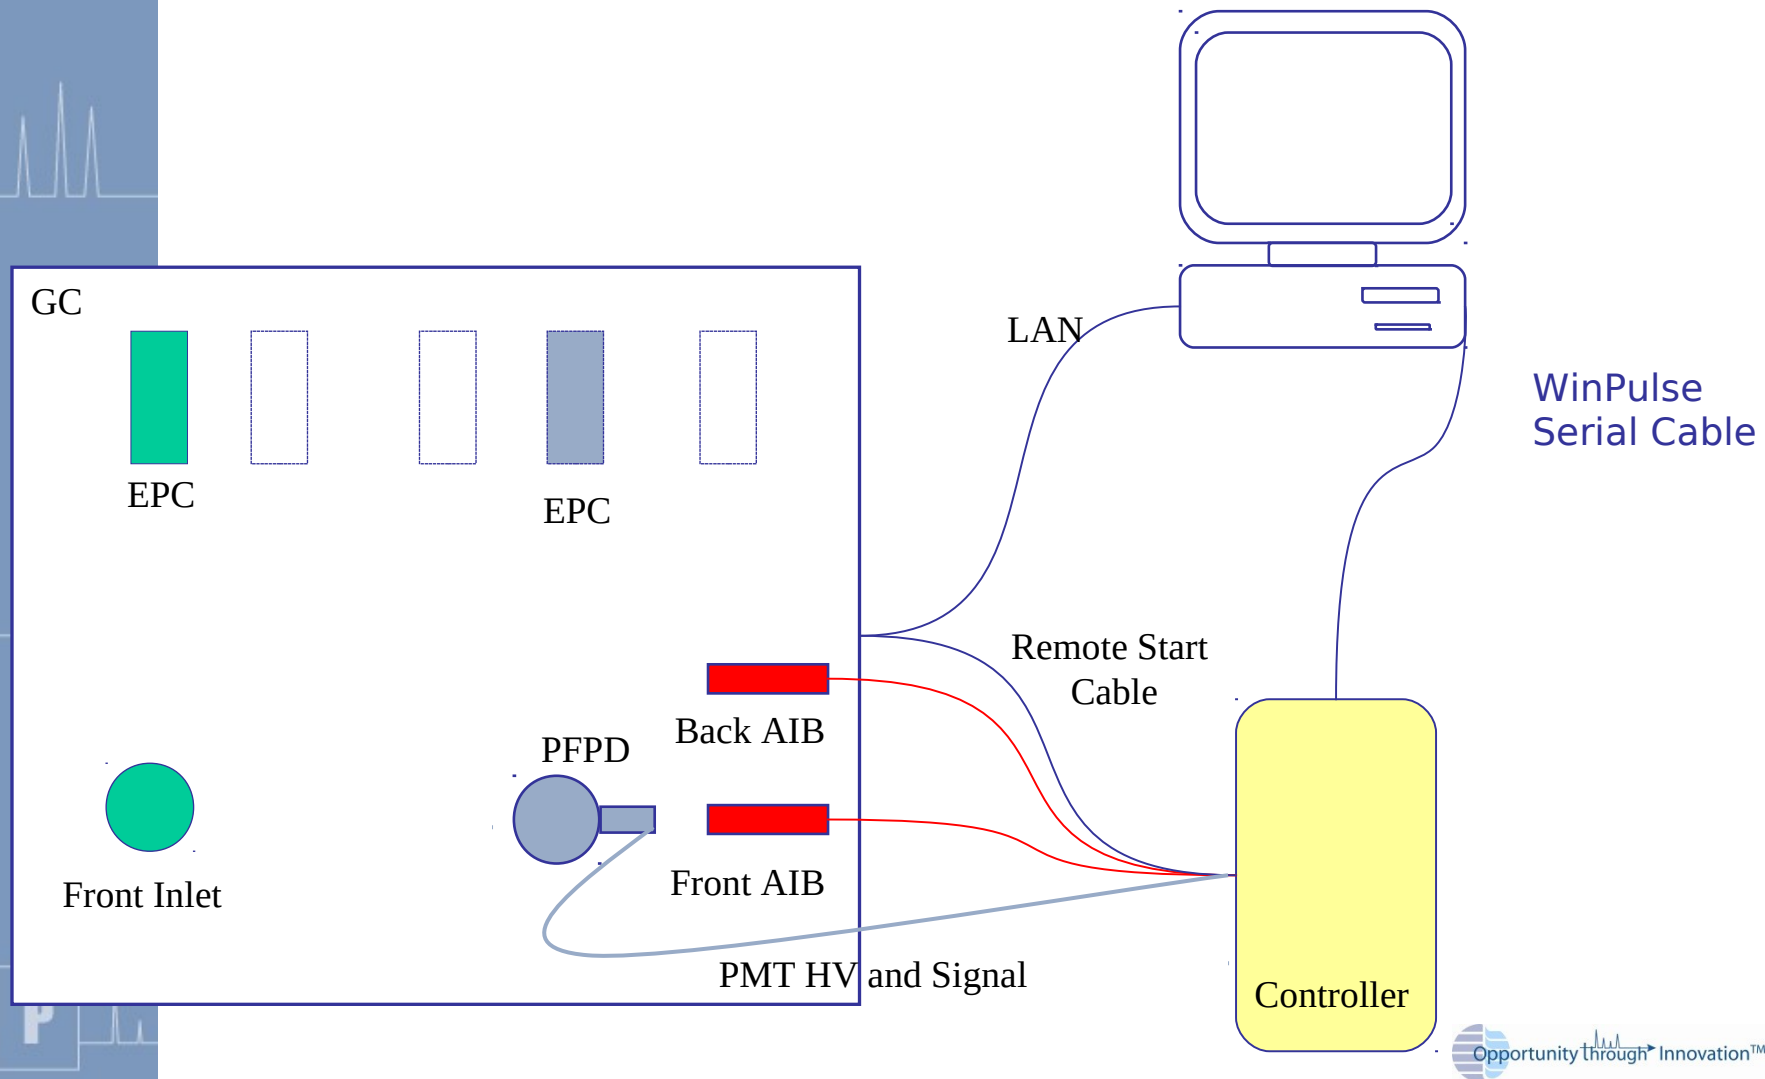 GC
LAN
WinPulse
Serial Cable
EPC
EPC
Remote Start
Cable
Back AIB
PFPD
Front AIB
Front Inlet
PMT HV and Signal
Controller
P
Opportunity through Innovation™